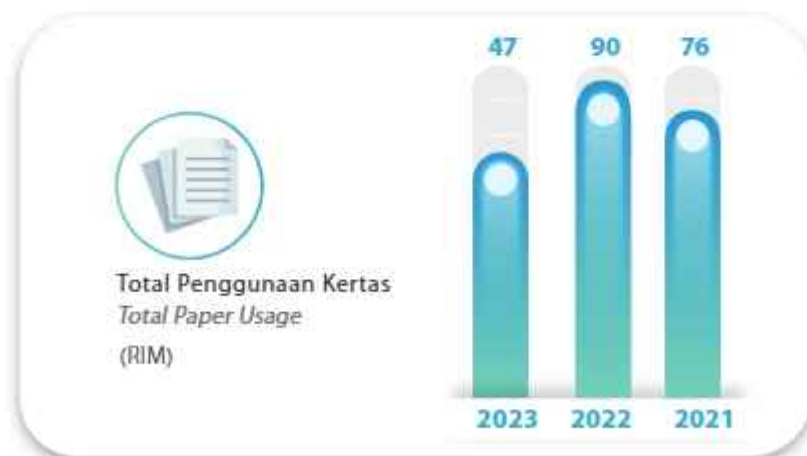 47 90 76
Total Penggunaan Kertas
Total Paper Usage
(RIM)
2023 2022 2021